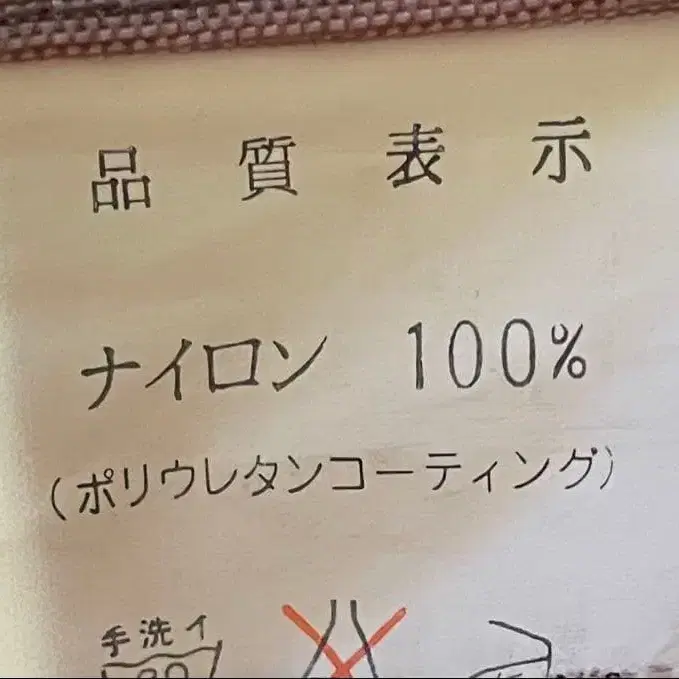 品質表示
ナイロン 100%
(ポリウレタンコーティング)
手洗イ